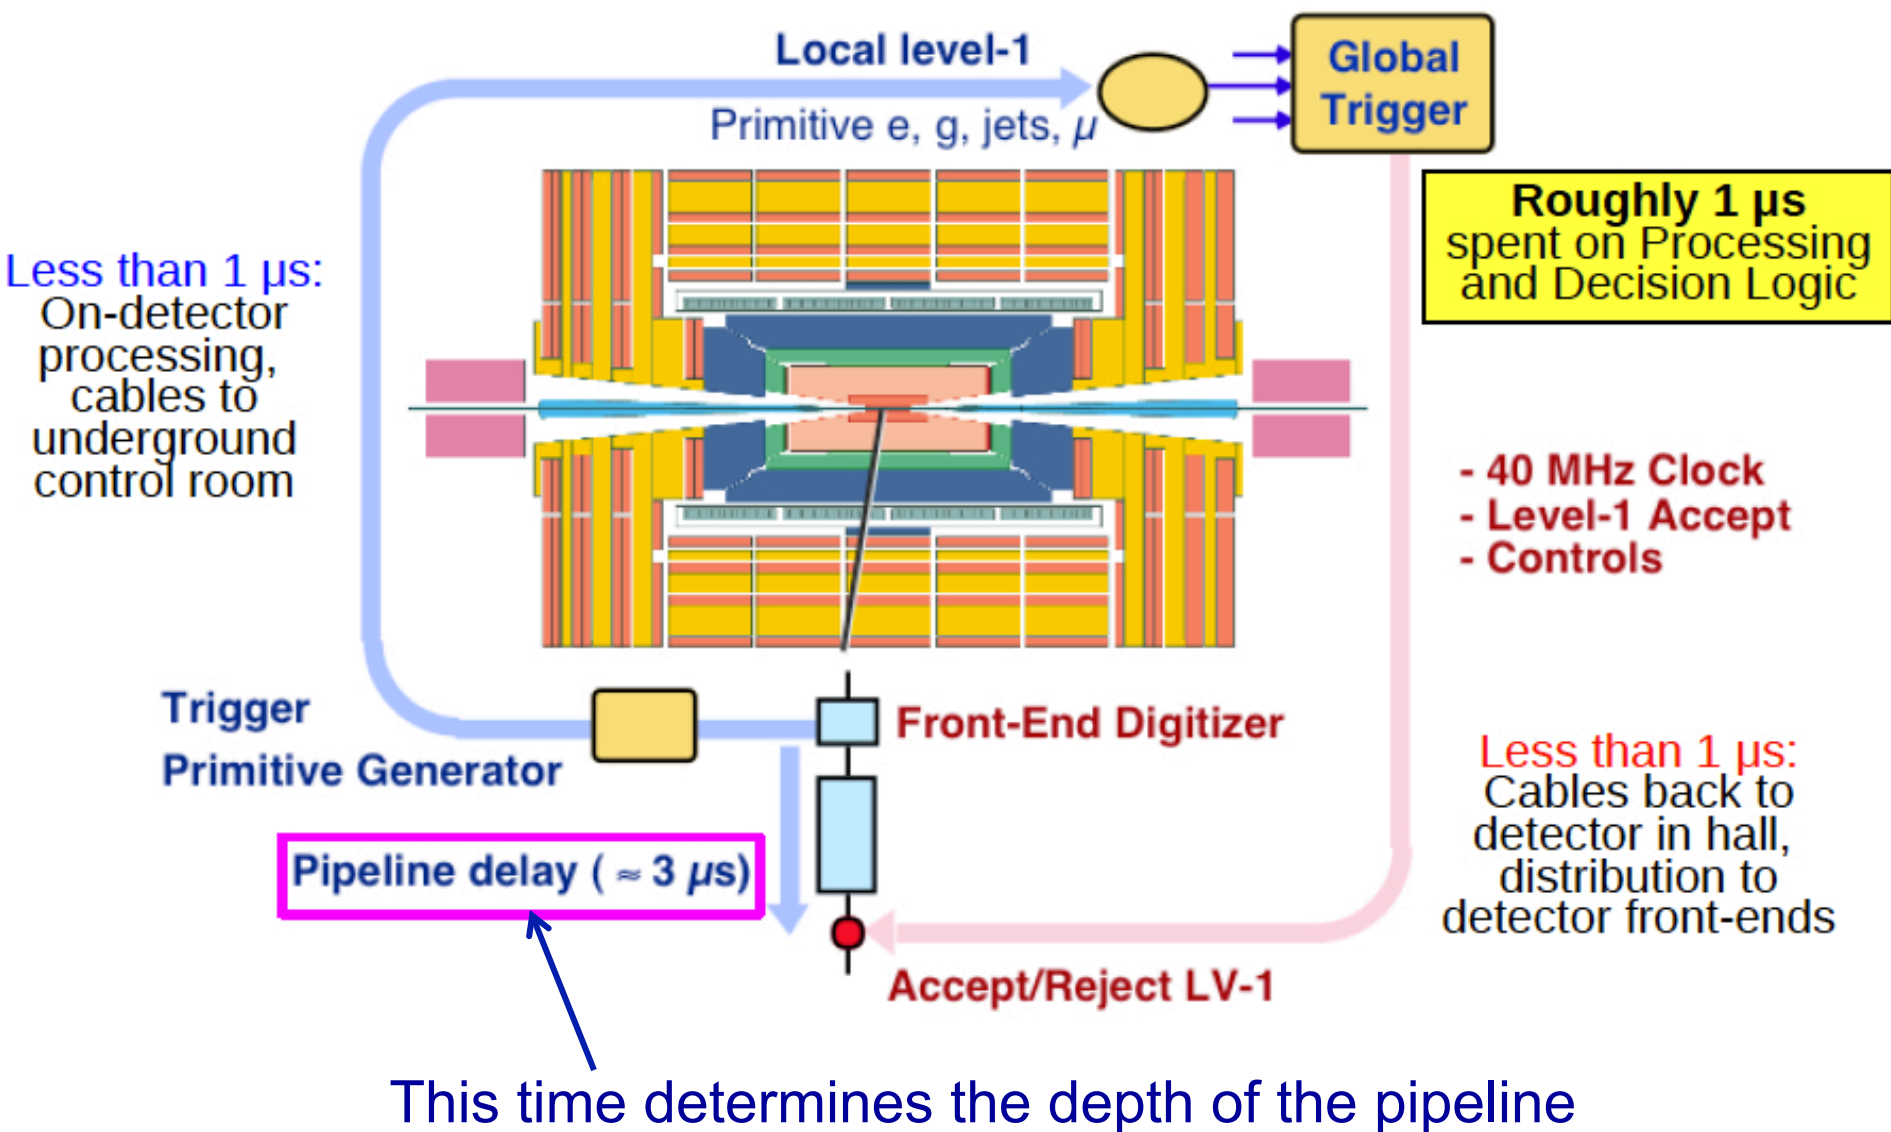 Local level-1
Primitive e, g, jets, μ
Global
Trigger
Roughly 1 μs
spent on Processing
and Decision Logic
Less than 1 μs:
On-detector
processing,
cables to
underground
control room
- 40 MHz Clock
- Level-1 Accept
- Controls
Trigger
Primitive Generator
Front-End Digitizer
Less than 1 μs:
Cables back to
detector in hall,
distribution to
detector front-ends
Pipeline delay ( ≈ 3 μs)
Accept/Reject LV-1
This time determines the depth of the pipeline